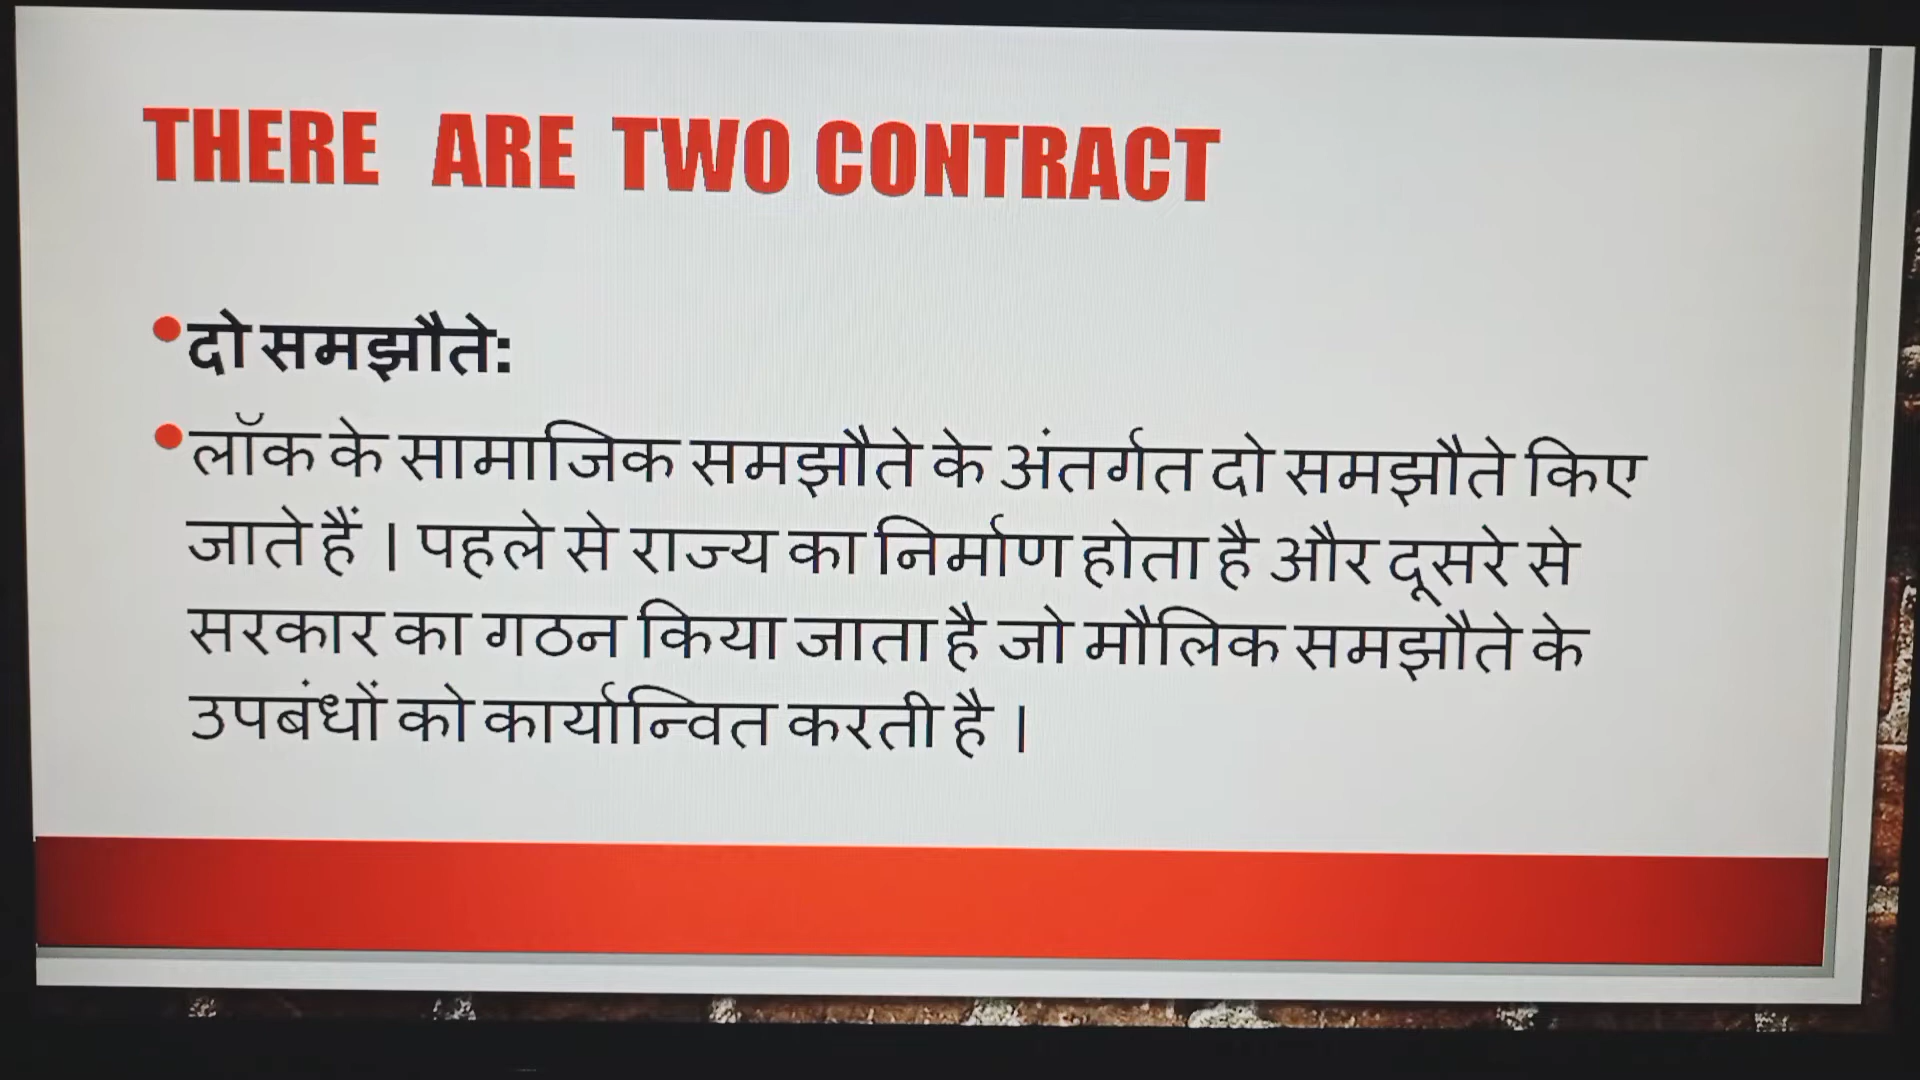 THERE ARE TWO CONTRACT
दो समझौते:
लॉक के सामाजिक समझौते के अंतर्गत दो समझौते किए
जाते हैं । पहले से राज्य का निर्माण होता है और दूसरे से
सरकार का गठन किया जाता है जो मौलिक समझौते के
उपबंधों को कार्यान्वित करती है ।